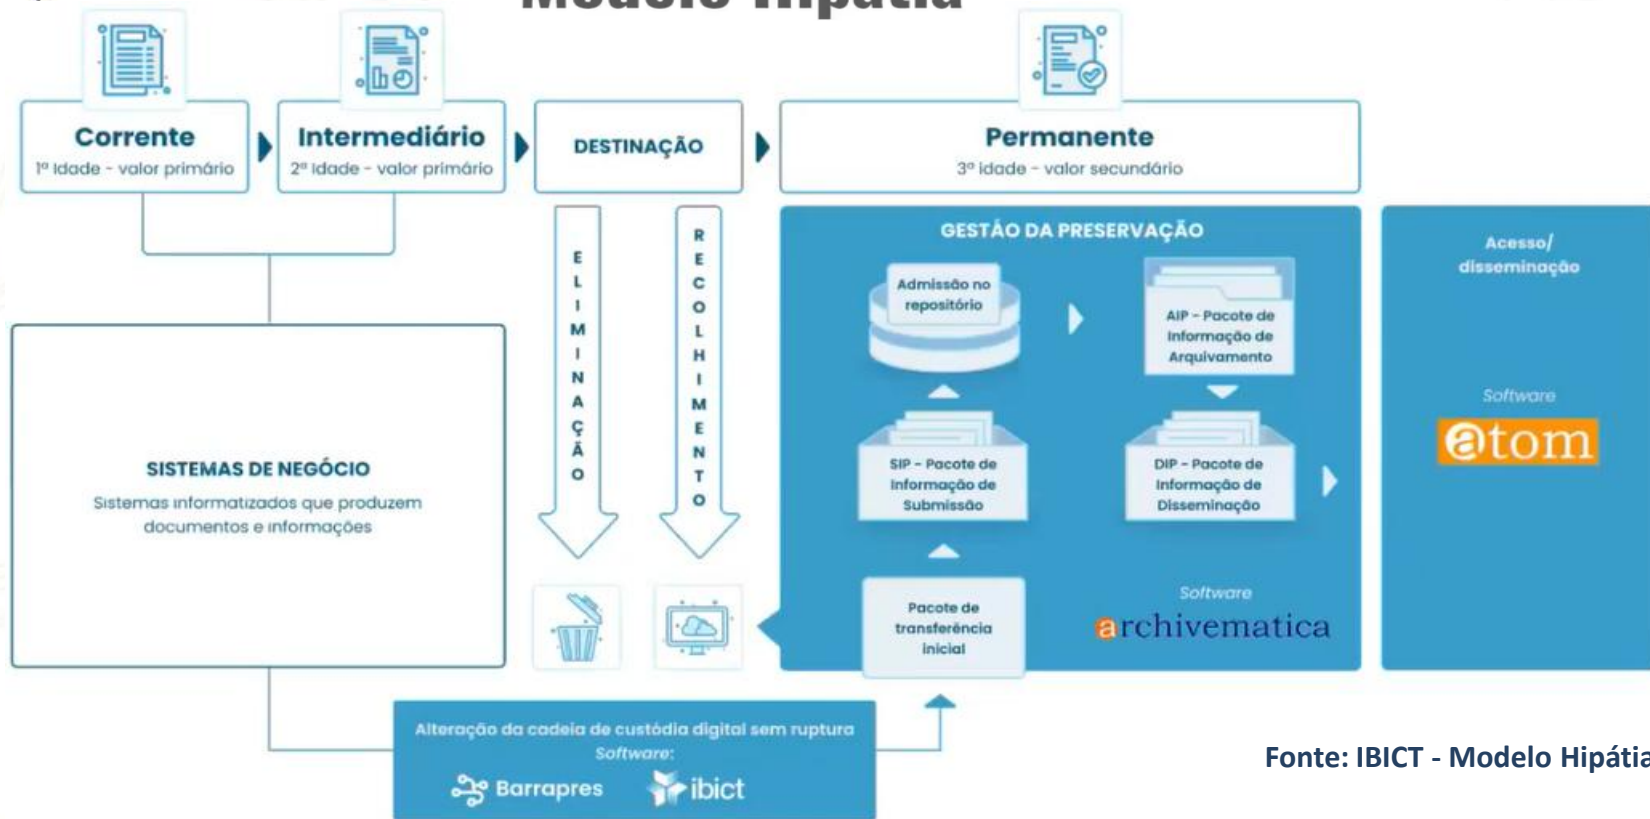 Modelo Hipátia
Corrente
1ª Idade - valor primário
Intermediário
2ª Idade - valor primário
DESTINAÇÃO
Permanente
3ª idade - valor secundário
ELIMINAÇÃO
RECOLHIMENTO
SISTEMAS DE NEGÓCIO
Sistemas informatizados que produzem
documentos e informações
GESTÃO DA PRESERVAÇÃO
Admissão no
repositório
AIP - Pacote de
Informação de
Arquivamento
SIP - Pacote de
Informação de
Submissão
DIP - Pacote de
Informação de
Disseminação
Pacote de
transferência
inicial
Software
archivematica
Acesso/
disseminação
Software
atom
Alteração da cadeia de custódia digital sem ruptura
Software:
Barrapres
ibict
Fonte: IBICT - Modelo Hipátia